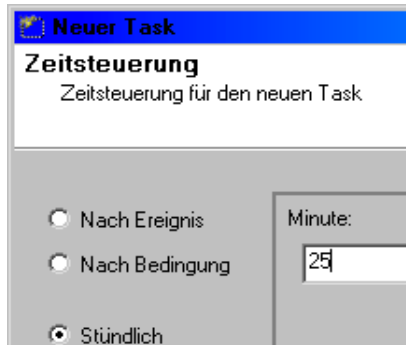 Neuer Task
Zeitsteuerung
Zeitsteuerung für den neuen Task
Nach Ereignis
Minute:
Nach Bedingung
25
Stündlich